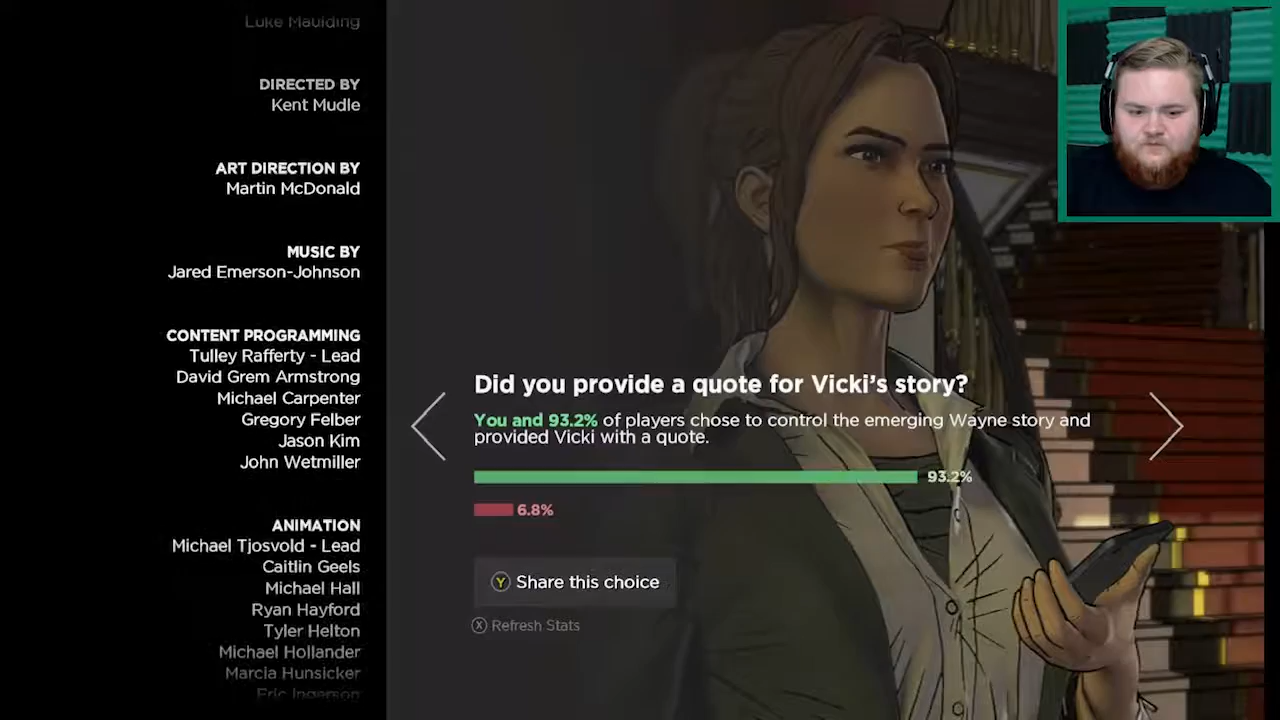 Luke Maulding
DIRECTED BY
Kent Mudle
ART DIRECTION BY
Martin McDonald
MUSIC BY
Jared Emerson-Johnson
CONTENT PROGRAMMING
Tulley Rafferty - Lead
David Grem Armstrong
Michael Carpenter
Gregory Felber
Jason Kim
John Wetmiller
ANIMATION
Michael Tjosvold - Lead
Caitlin Geels
Michael Hall
Ryan Hayford
Tyler Helton
Michael Hollander
Marcia Hunsicker
Eric Ingerson
Did you provide a quote for Vicki's story?
You and 93.2% of players chose to control the emerging Wayne story and
provided Vicki with a quote.
93.2%
6.8%
Y Share this choice
X Refresh Stats